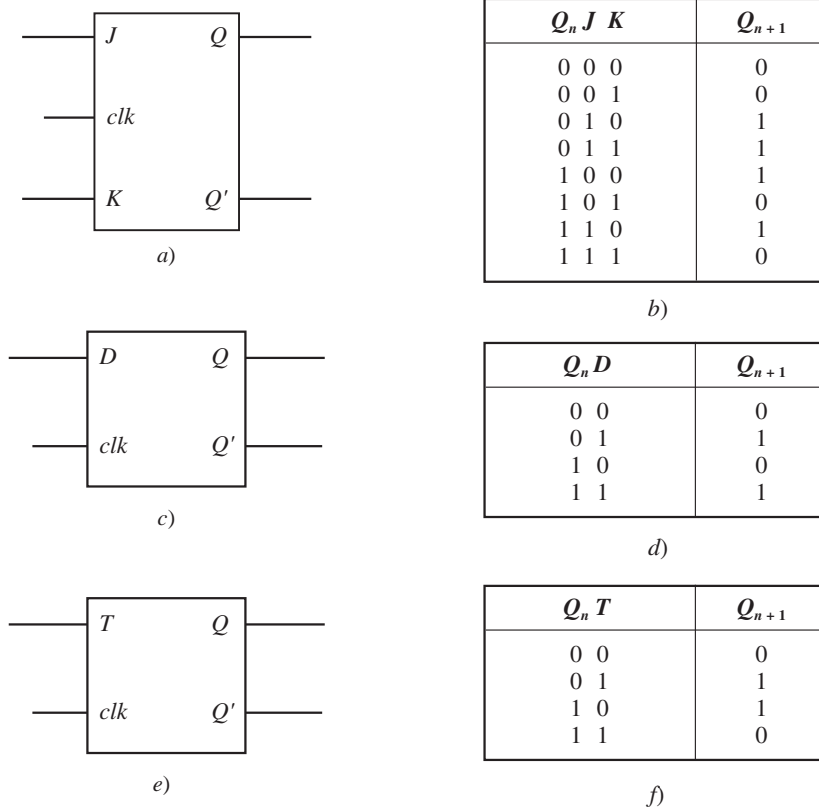 J Q
clk
K Q'
a)
Qn J K Qn + 1
0 0 0 0
0 0 1 0
0 1 0 1
0 1 1 1
1 0 0 1
1 0 1 0
1 1 0 1
1 1 1 0
b)
D Q
clk Q'
c)
Qn D Qn + 1
0 0 0
0 1 1
1 0 0
1 1 1
d)
T Q
clk Q'
e)
Qn T Qn + 1
0 0 0
0 1 1
1 0 1
1 1 0
f)